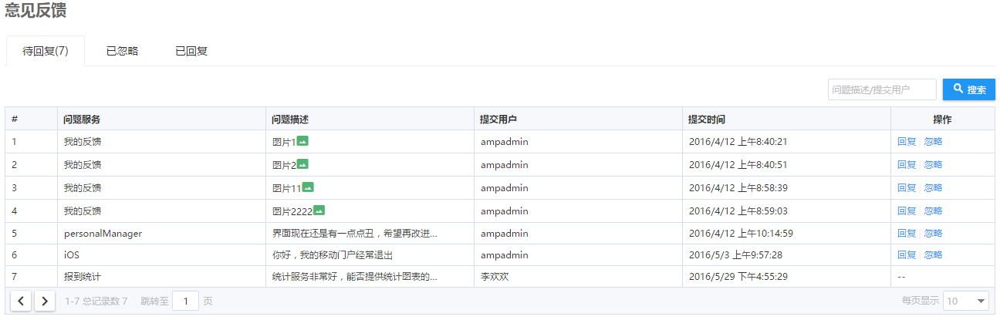 意见反馈
待回复(7) 已忽略 已回复
问题描述/提交用户 搜索
# 问题服务 问题描述 提交用户 提交时间 操作
1 我的反馈 图片1 ampadmin 2016/4/12 上午8:40:21 回复 忽略
2 我的反馈 图片2 ampadmin 2016/4/12 上午8:40:51 回复 忽略
3 我的反馈 图片11 ampadmin 2016/4/12 上午8:58:39 回复 忽略
4 我的反馈 图片2222 ampadmin 2016/4/12 上午8:59:03 回复 忽略
5 personalManager 界面现在还是有一点点丑，希望再改进... ampadmin 2016/4/12 上午10:14:59 回复 忽略
6 iOS 你好，我的移动门户经常退出 ampadmin 2016/5/3 上午9:57:28 回复 忽略
7 报到统计 统计服务非常好，能否提供统计图表的... 李欢欢 2016/5/29 下午4:55:29 --
1-7 总记录数 7 跳转至 1 页 每页显示 10